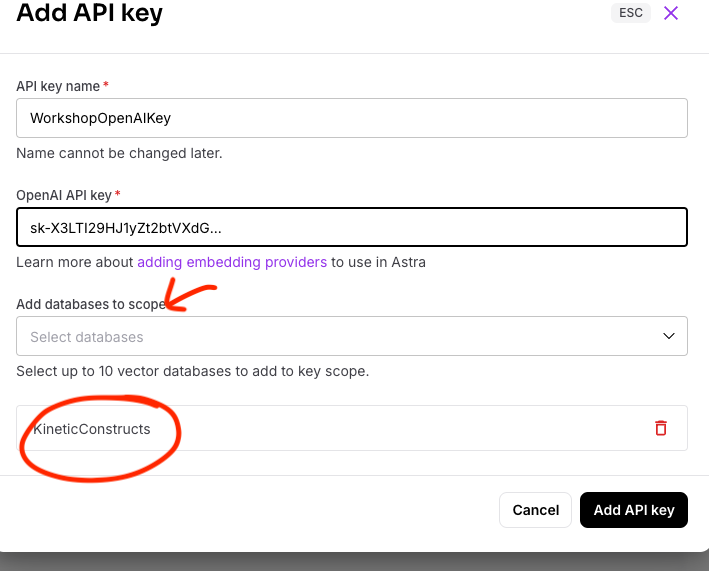 Add API key
ESC
API key name *
WorkshopOpenAIKey
Name cannot be changed later.
OpenAI API key *
sk-X3LTI29HJ1yZt2btVXdG...
Learn more about adding embedding providers to use in Astra
Add databases to scope
Select databases
Select up to 10 vector databases to add to key scope.
KineticConstructs
Cancel
Add API key